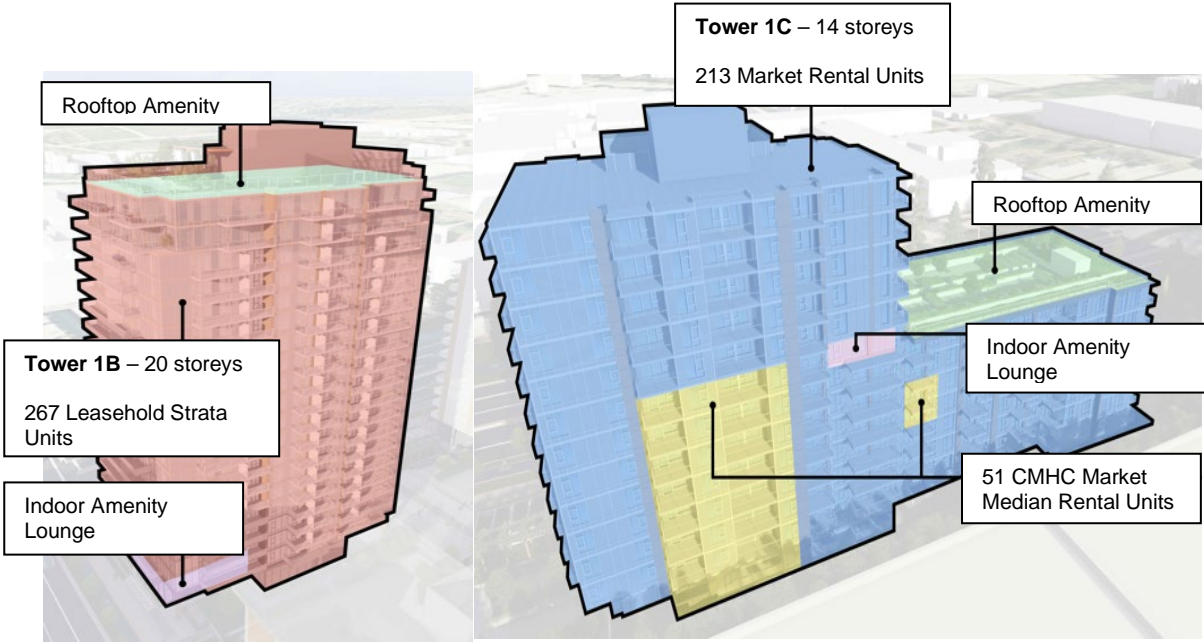 Rooftop Amenity
Tower 1B – 20 storeys
267 Leasehold Strata
Units
Indoor Amenity
Lounge
Tower 1C – 14 storeys
213 Market Rental Units
Rooftop Amenity
Indoor Amenity
Lounge
51 CMHC Market
Median Rental Units